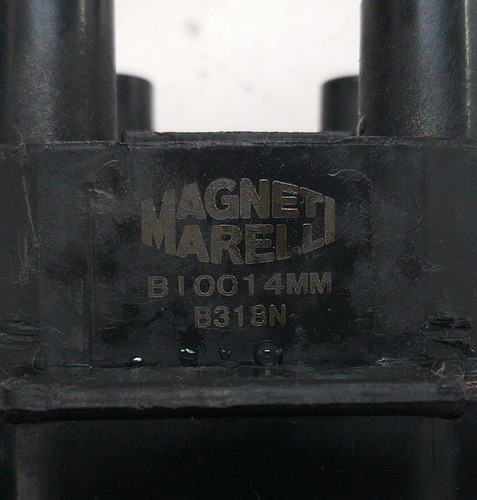 MAGNETI
MARELLI
BI0014MM
B318N